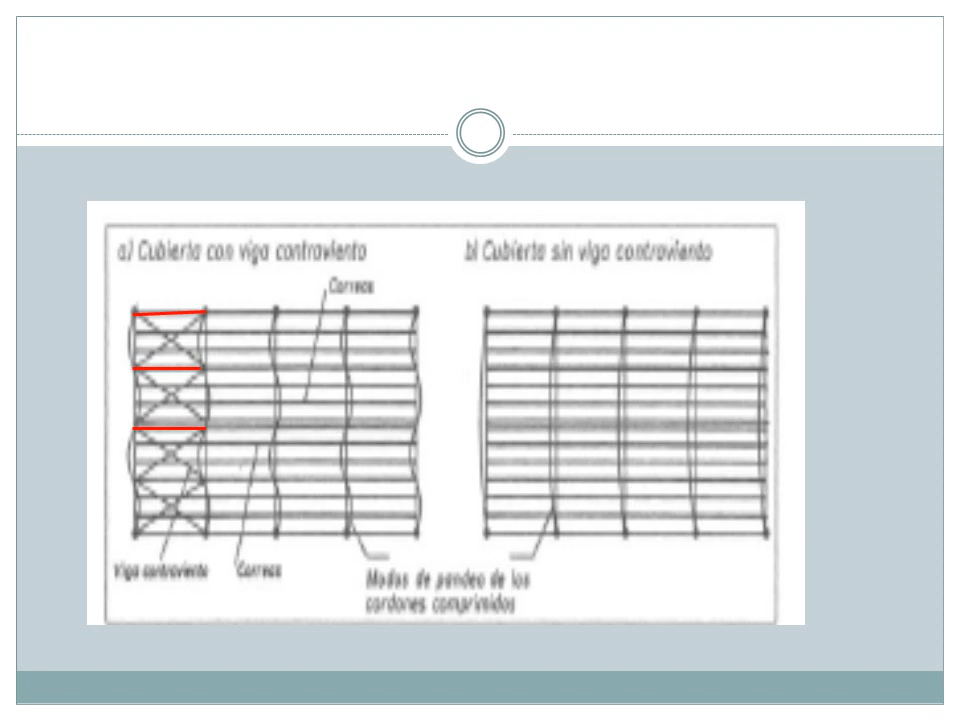 a) Cubierta con viga contraviento
b) Cubierta sin viga contraviento
Correas
Viga contraviento
Correas
Modos de pandeo de los
cordones comprimidos